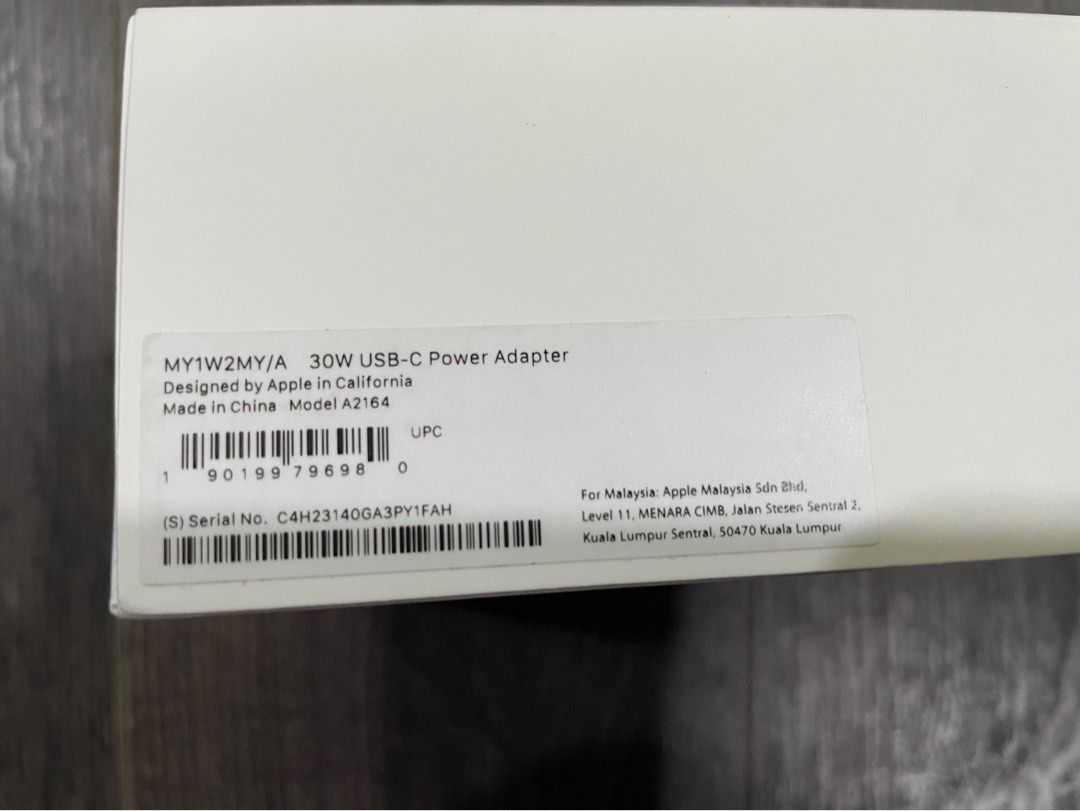 MY1W2MY/A 30W USB-C Power Adapter
Designed by Apple in California
Made in China Model A2164
UPC
1 90199 79698 0
(S) Serial No. C4H23140GA3PY1FAH
For Malaysia: Apple Malaysia Sdn Bhd,
Level 11, MENARA CIMB, Jalan Stesen Sentral 2,
Kuala Lumpur Sentral, 50470 Kuala Lumpur